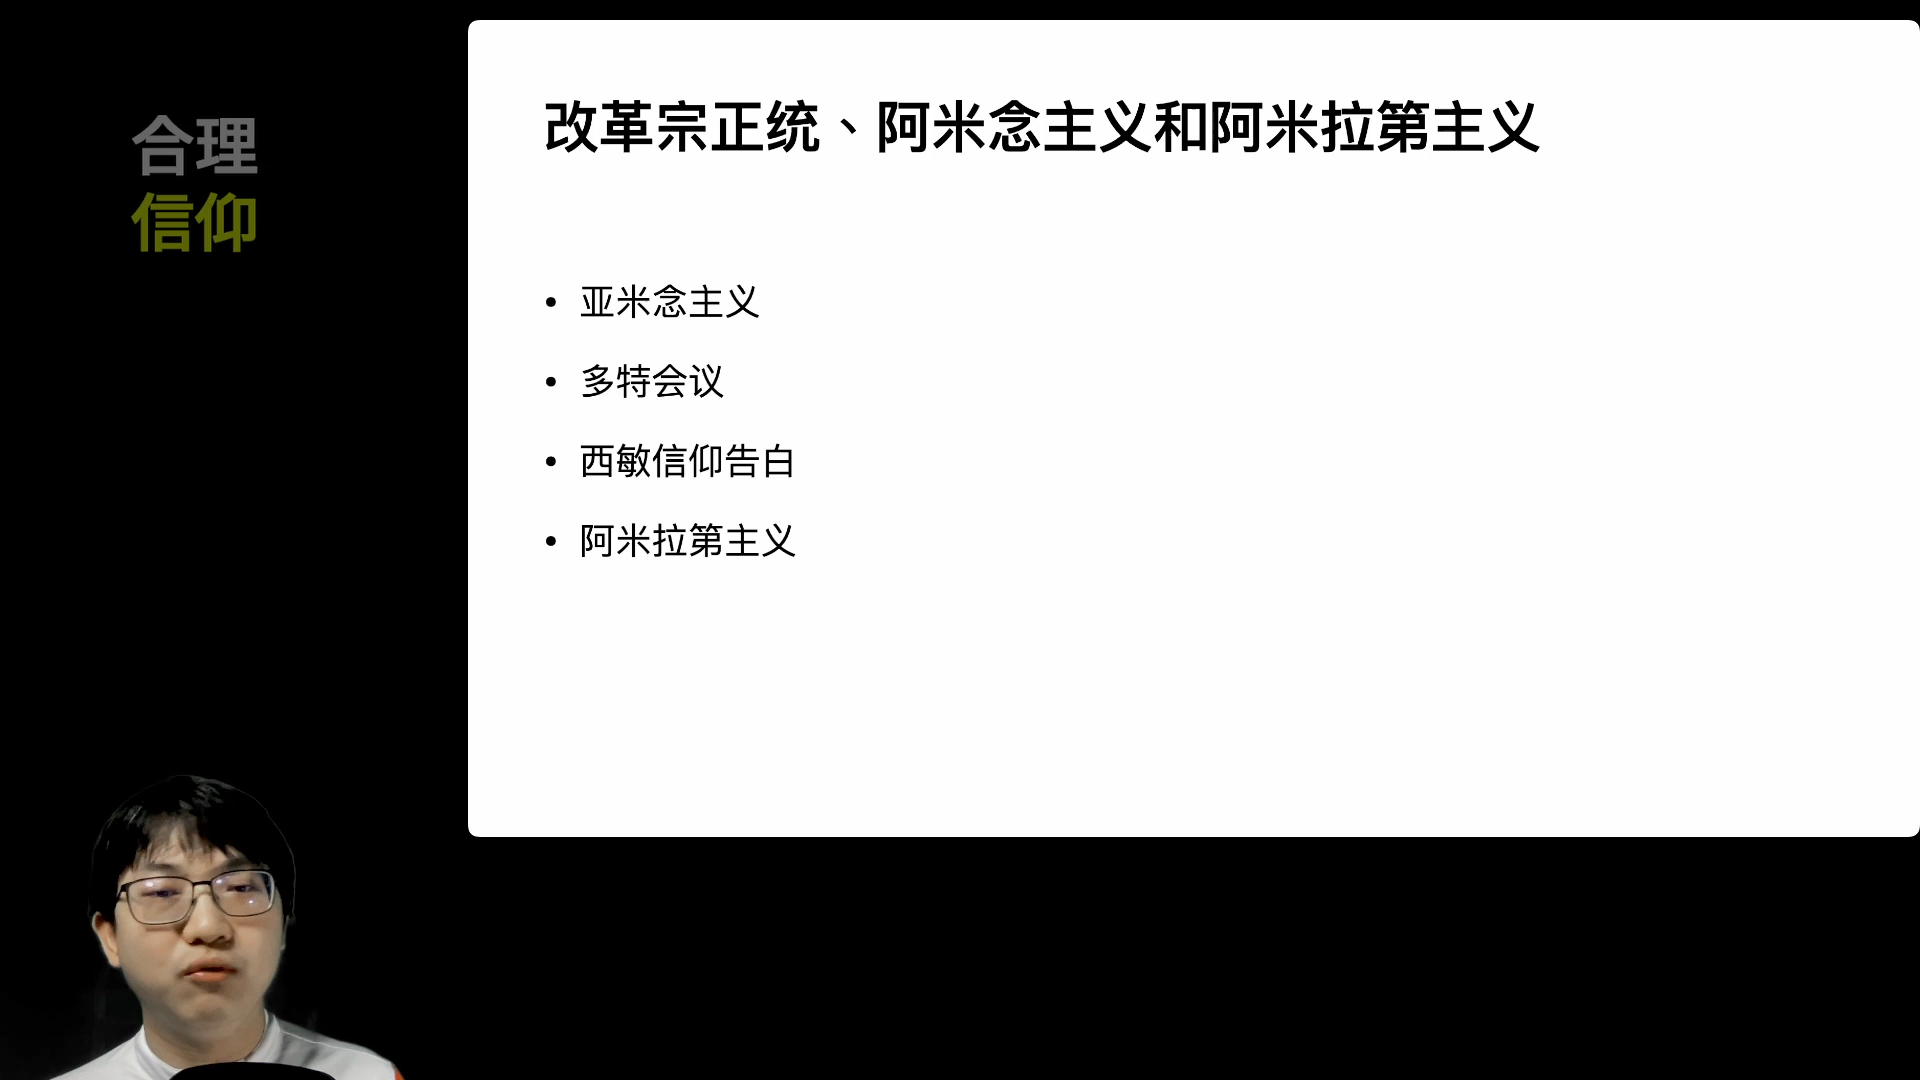 合理
信仰
改革宗正统、阿米念主义和阿米拉第主义
• 亚米念主义
• 多特会议
• 西敏信仰告白
• 阿米拉第主义